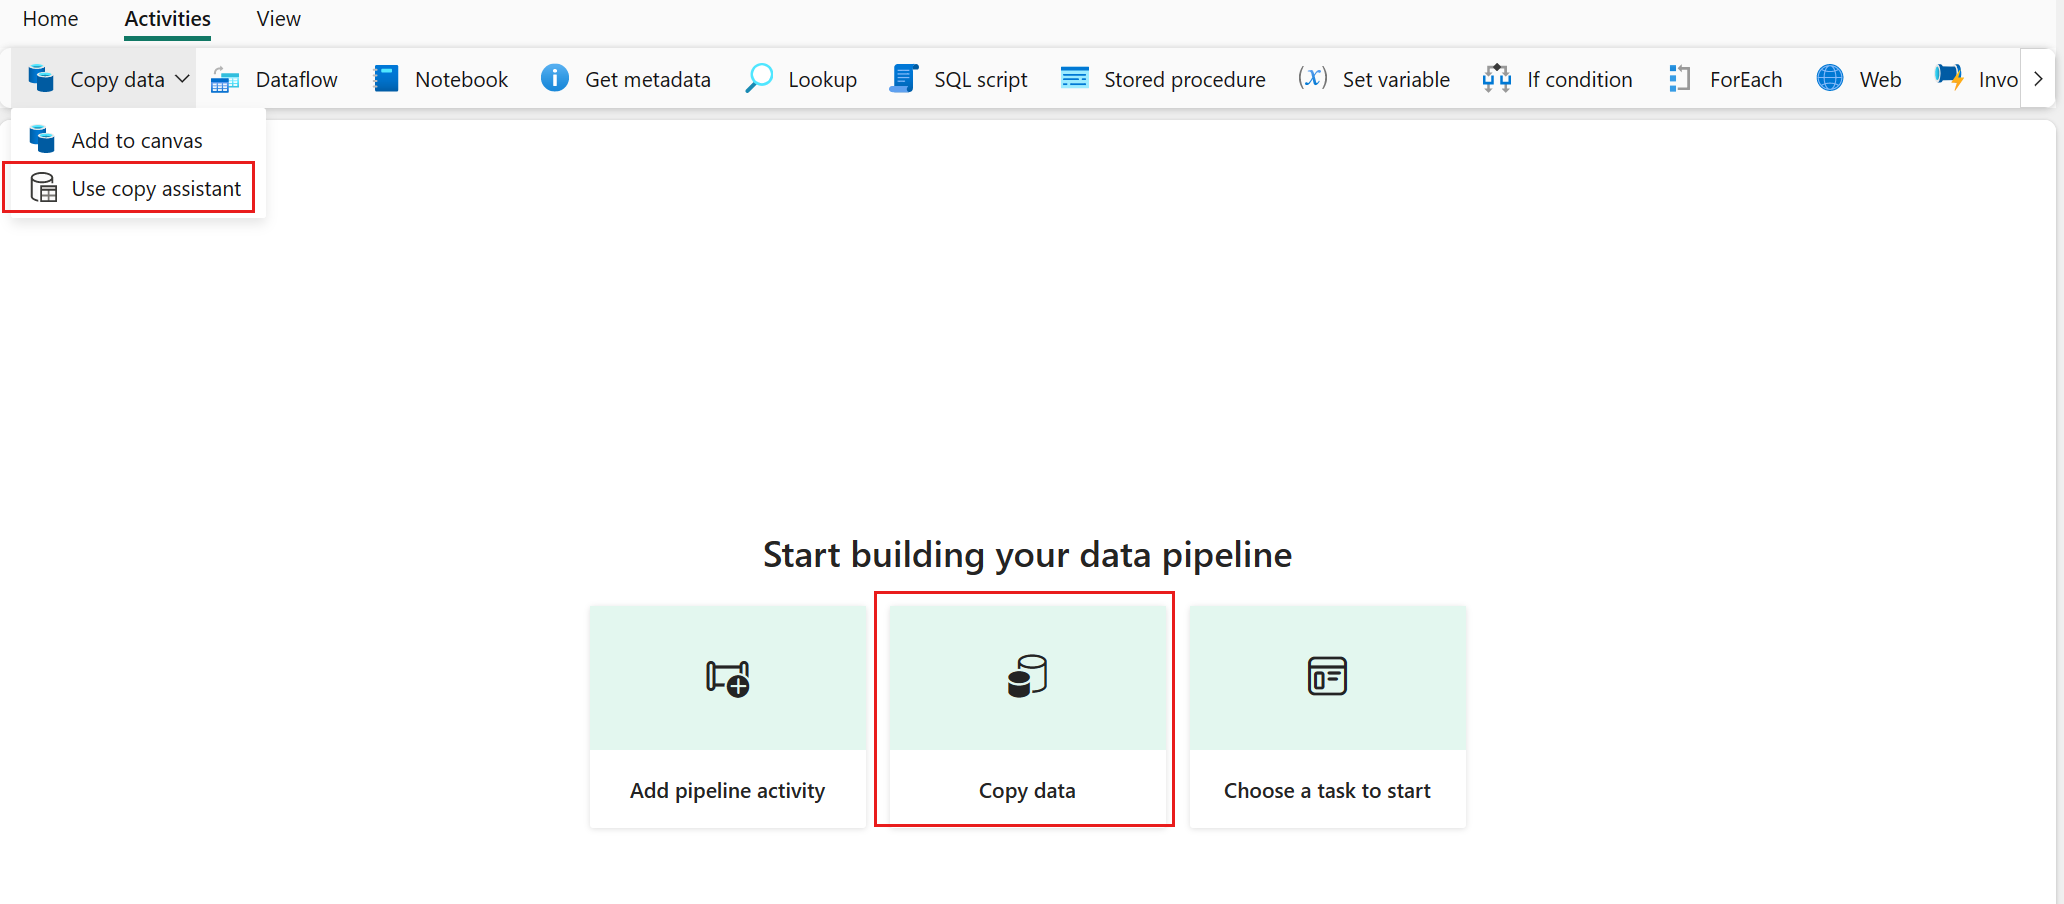 Home Activities View
Copy data Dataflow Notebook Get metadata Lookup SQL script Stored procedure (x) Set variable If condition ForEach Web Invo
Add to canvas
Use copy assistant
Start building your data pipeline
Add pipeline activity Copy data Choose a task to start